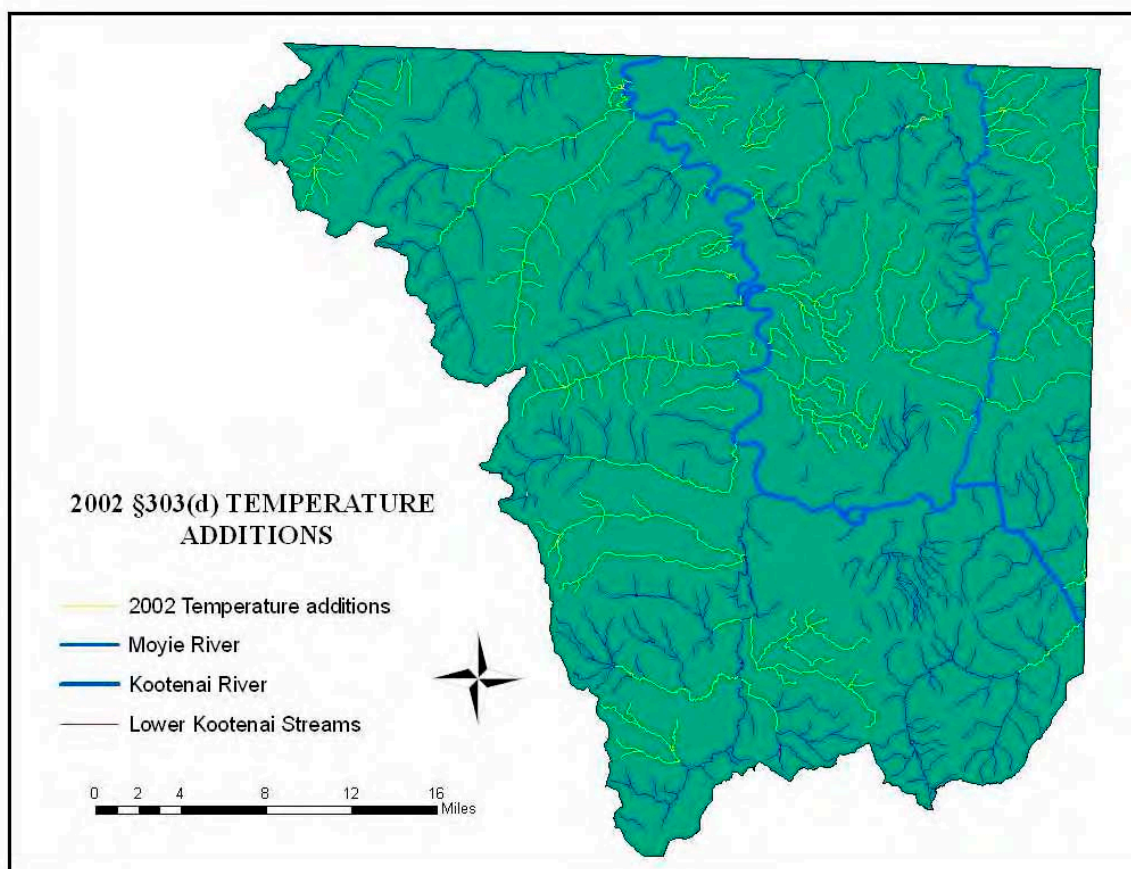 2002 §303(d) TEMPERATURE
ADDITIONS
2002 Temperature additions
Moyie River
Kootenai River
Lower Kootenai Streams
0 2 4 8 12 16
Miles